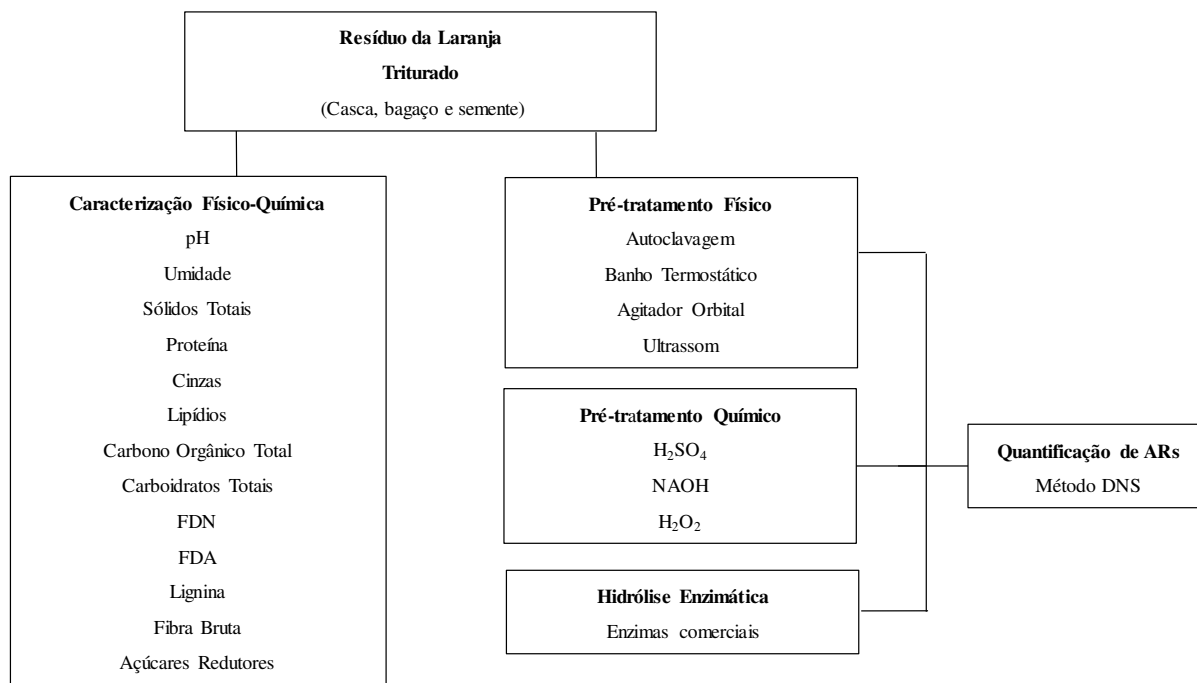 Resíduo da Laranja
Triturado
(Casca, bagaço e semente)
Caracterização Físico-Química
pH
Umidade
Sólidos Totais
Proteína
Cinzas
Lipídios
Carbono Orgânico Total
Carboidratos Totais
FDN
FDA
Lignina
Fibra Bruta
Açúcares Redutores
Pré-tratamento Físico
Autoclavagem
Banho Termostático
Agitador Orbital
Ultrassom
Pré-tratamento Químico
H₂SO₄
NAOH
H₂O₂
Hidrólise Enzimática
Enzimas comerciais
Quantificação de ARs
Método DNS